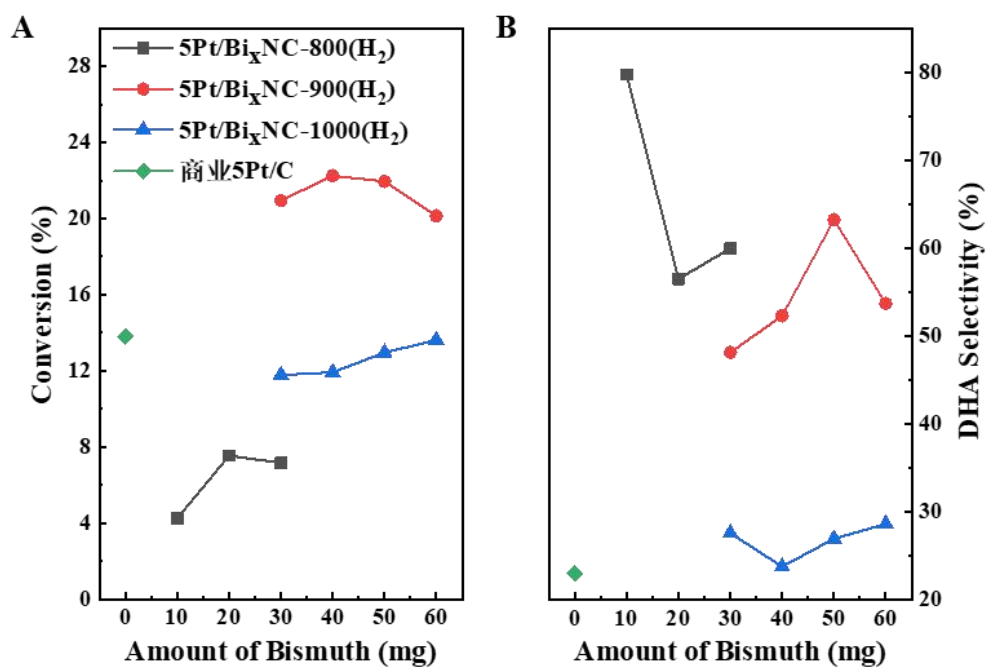 A
5Pt/BiₓNC-800(H₂)
5Pt/BiₓNC-900(H₂)
5Pt/BiₓNC-1000(H₂)
商业5Pt/C
Conversion (%)
28
24
20
16
12
8
4
0
0 10 20 30 40 50 60
Amount of Bismuth (mg)
B
DHA Selectivity (%)
80
70
60
50
40
30
20
0 10 20 30 40 50 60
Amount of Bismuth (mg)